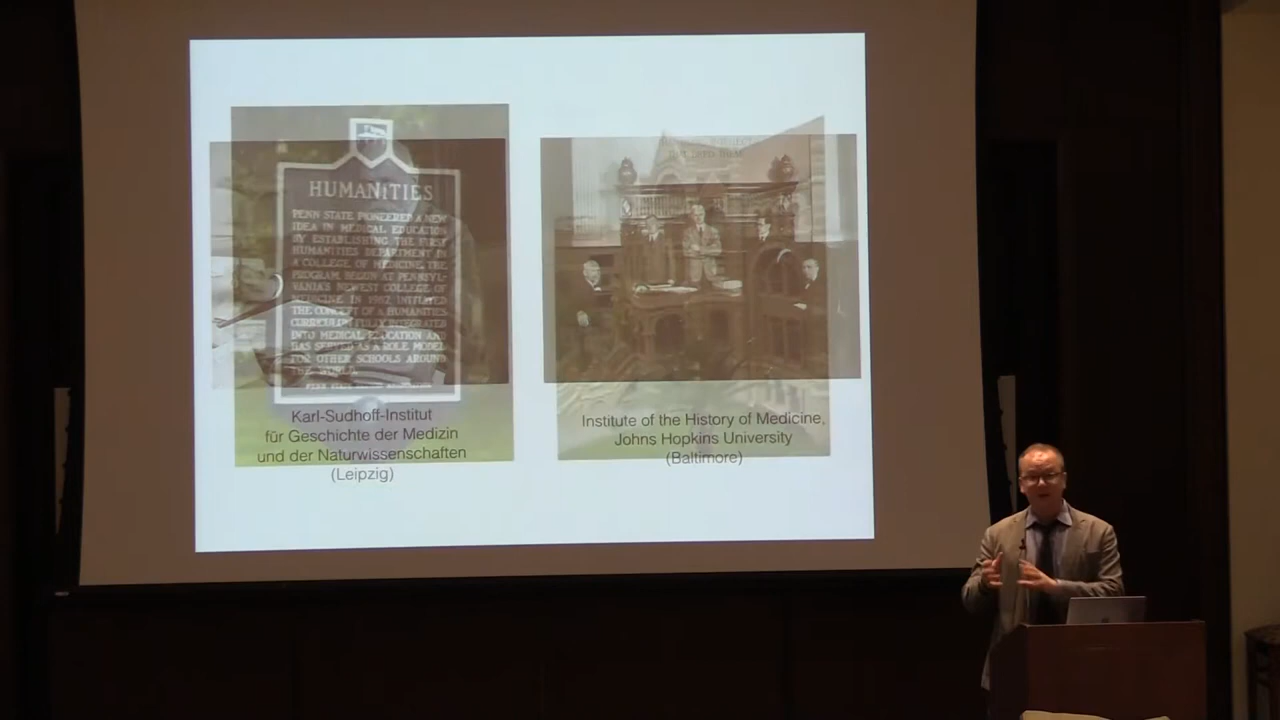 HUMANITIES
PENN STATE PIONEERED A NEW
IDEA IN MEDICAL EDUCATION
BY ESTABLISHING THE FIRST
HUMANITIES DEPARTMENT IN
A COLLEGE OF MEDICINE. THE
PROGRAM, BEGUN AT PENNSYL-
VANIA'S NEWEST COLLEGE OF
MEDICINE IN 1967, INITIATED
THE CONCEPT OF A HUMANITIES
CURRICULUM FULLY INTEGRATED
INTO MEDICAL EDUCATION AND
HAS SERVED AS A ROLE MODEL
FOR OTHER SCHOOLS AROUND
THE WORLD.
Karl-Sudhoff-Institut
für Geschichte der Medizin
und der Naturwissenschaften
(Leipzig)
Institute of the History of Medicine,
Johns Hopkins University
(Baltimore)